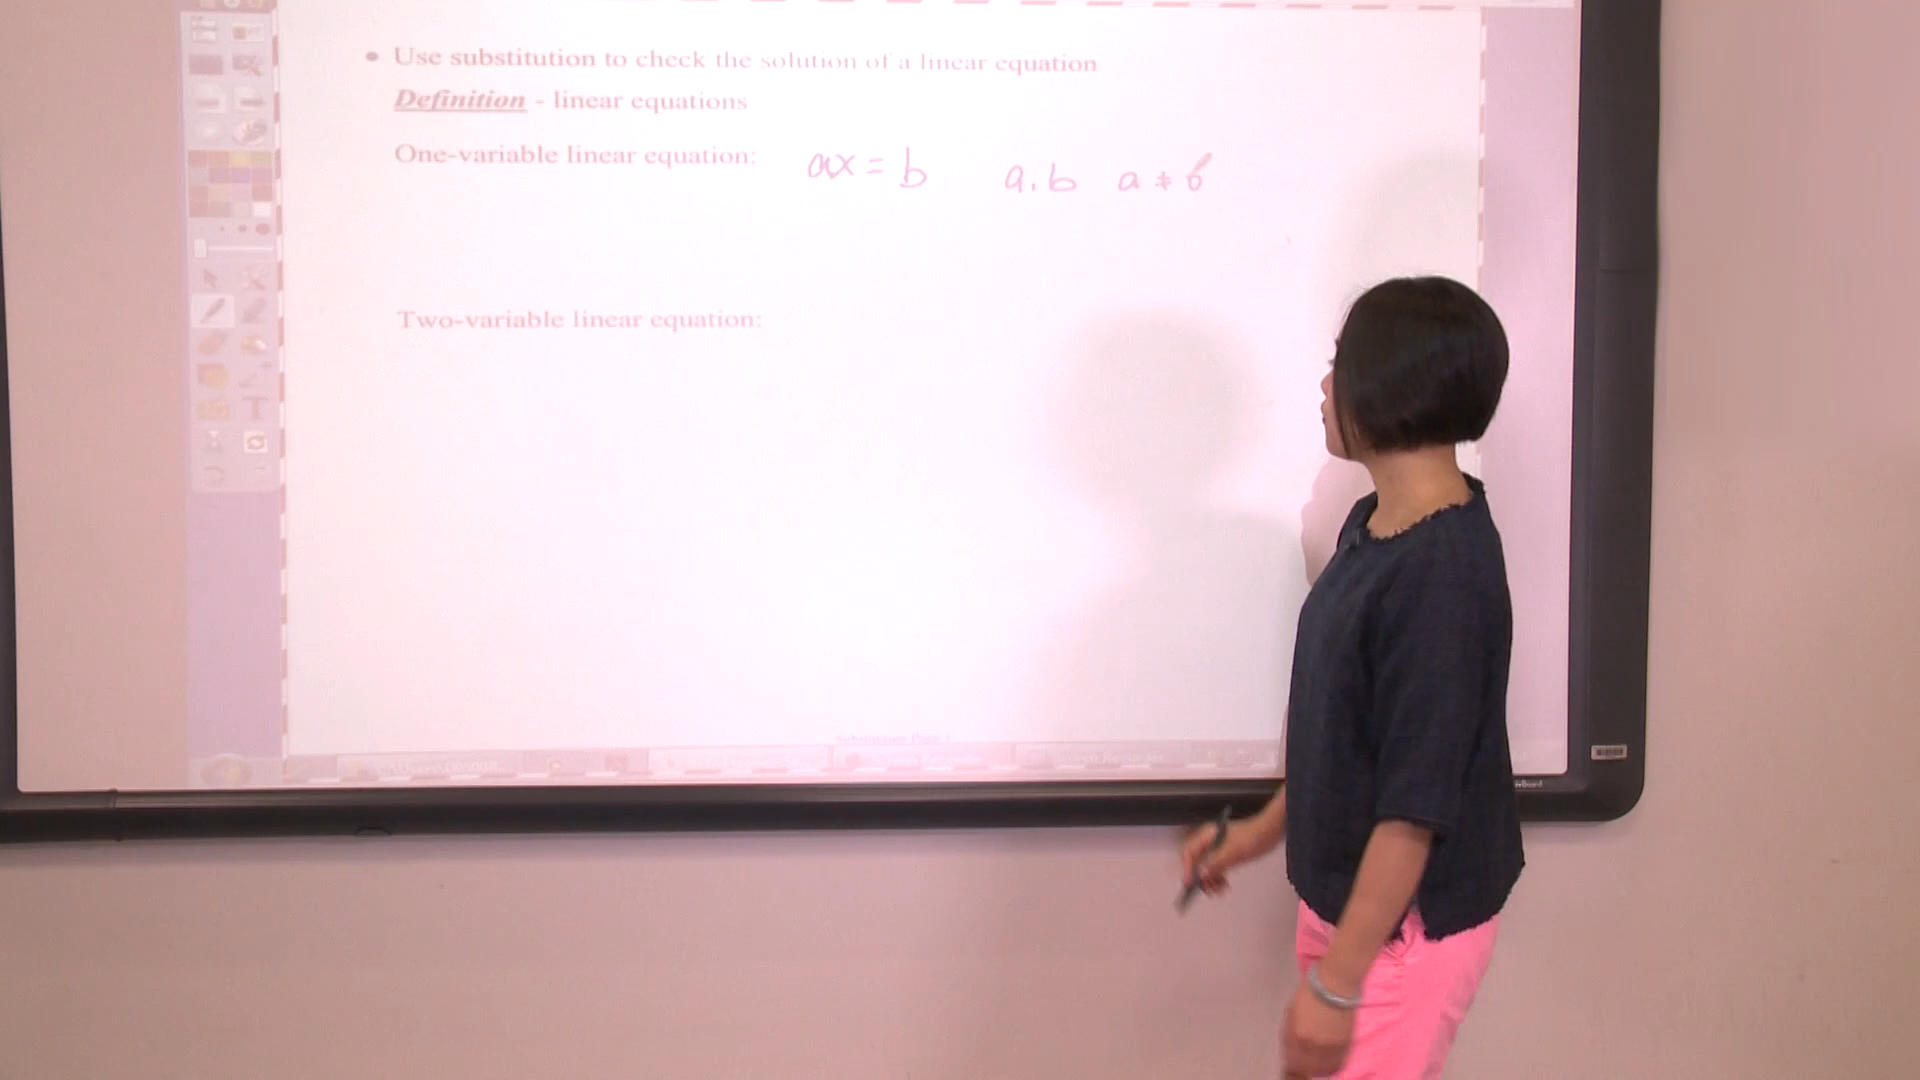 • Use substitution to check the solution of a linear equation
Definition - linear equations
One-variable linear equation: ax = b a, b a ≠ 0
Two-variable linear equation:
T